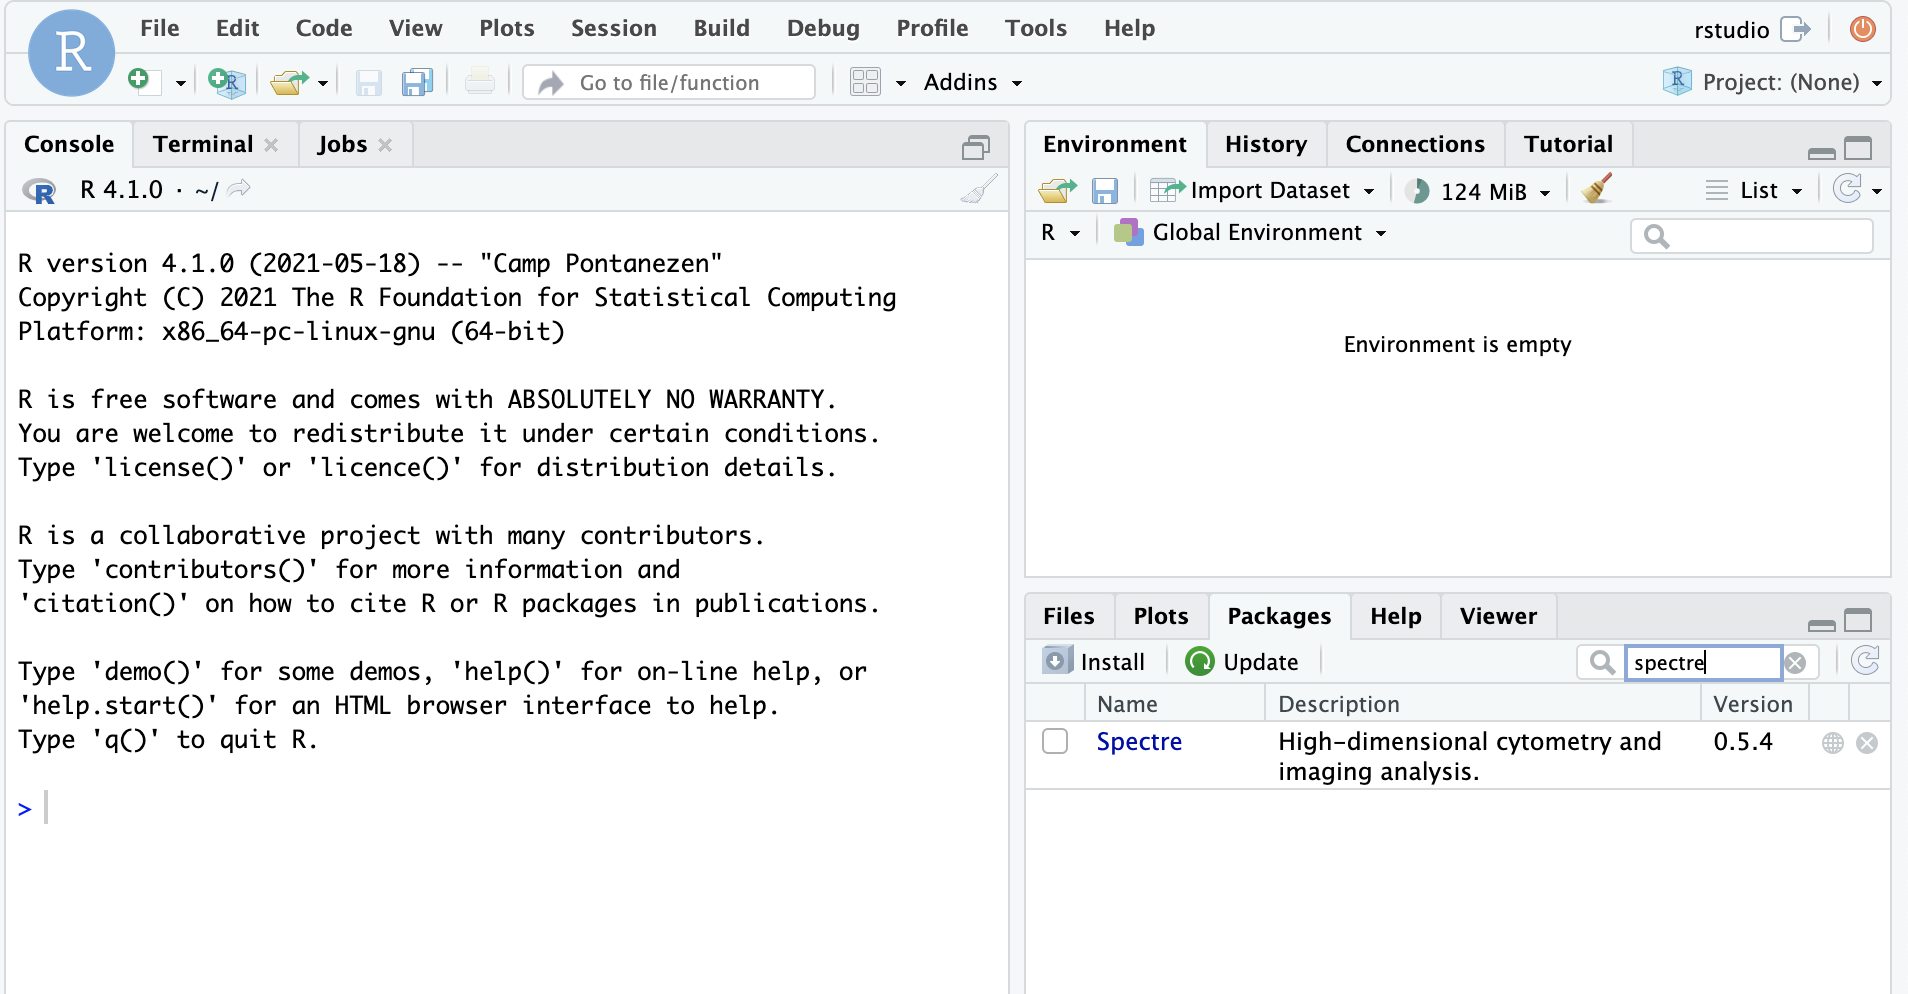 R
File Edit Code View Plots Session Build Debug Profile Tools Help
rstudio
R
Go to file/function
Addins
R
Project: (None)
Console Terminal Jobs
R
R 4.1.0 · ~/
R version 4.1.0 (2021-05-18) -- "Camp Pontanezen"
Copyright (C) 2021 The R Foundation for Statistical Computing
Platform: x86_64-pc-linux-gnu (64-bit)
R is free software and comes with ABSOLUTELY NO WARRANTY.
You are welcome to redistribute it under certain conditions.
Type 'license()' or 'licence()' for distribution details.
R is a collaborative project with many contributors.
Type 'contributors()' for more information and
'citation()' on how to cite R or R packages in publications.
Type 'demo()' for some demos, 'help()' for on-line help, or
'help.start()' for an HTML browser interface to help.
Type 'q()' to quit R.
>
Environment History Connections Tutorial
Import Dataset
124 MiB
List
R
Global Environment
Environment is empty
Files Plots Packages Help Viewer
Install
Update
spectre
Name Description Version
Spectre High-dimensional cytometry and 0.5.4
imaging analysis.